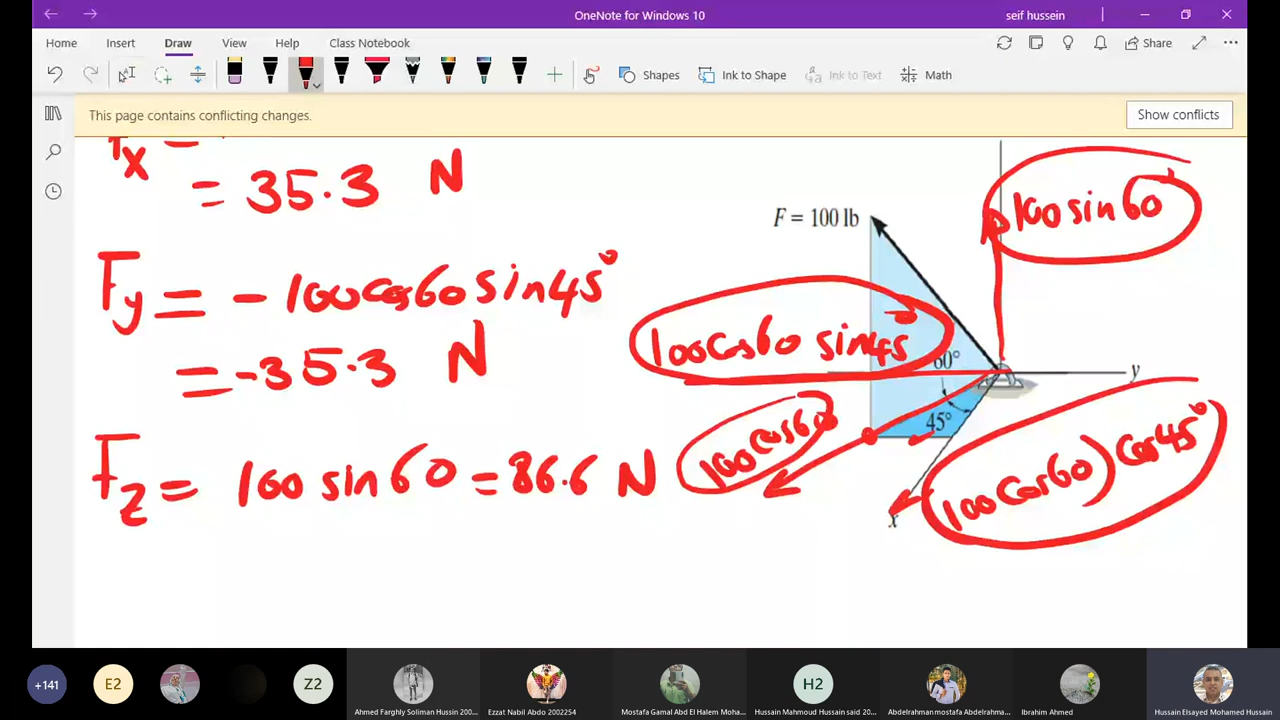 OneNote for Windows 10
seif hussein
Home Insert Draw View Help Class Notebook
Share
Shapes Ink to Shape Ink to Text Math
This page contains conflicting changes.
Show conflicts
Fx =
= 35.3 N
Fy = - 100cos60 sin45°
= -35.3 N
Fz = 100 sin60 = 86.6 N
100 sin60°
F = 100 lb
100cos60 sin45°
60°
y
100cos60
45°
(100cos60) cos45°
x
+141
E2
Z2
H2
Ahmed Farghly Soliman Hussin 200...
Ezzat Nabil Abdo 2002254
Mostafa Gamal Abd El Halem Moha...
Hussain Mahmoud Hussain said 20...
Abdelrahman mostafa Abdelrahma...
Ibrahim Ahmed
Hussain Elsayed Mohamed Hussain